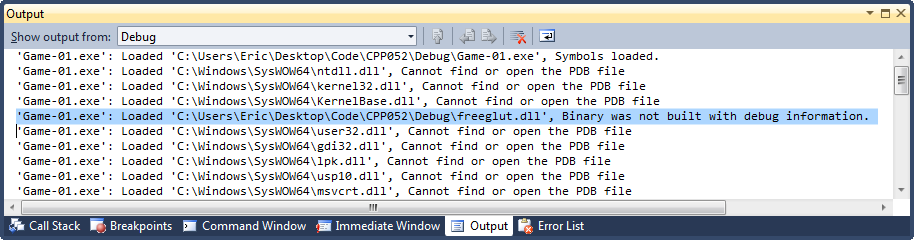 Output
Show output from: Debug
'Game-01.exe': Loaded 'C:\Users\Eric\Desktop\Code\CPP052\Debug\Game-01.exe', Symbols loaded.
'Game-01.exe': Loaded 'C:\Windows\SysWOW64\ntdll.dll', Cannot find or open the PDB file
'Game-01.exe': Loaded 'C:\Windows\SysWOW64\kernel32.dll', Cannot find or open the PDB file
'Game-01.exe': Loaded 'C:\Windows\SysWOW64\KernelBase.dll', Cannot find or open the PDB file
'Game-01.exe': Loaded 'C:\Users\Eric\Desktop\Code\CPP052\Debug\freeglut.dll', Binary was not built with debug information.
'Game-01.exe': Loaded 'C:\Windows\SysWOW64\user32.dll', Cannot find or open the PDB file
'Game-01.exe': Loaded 'C:\Windows\SysWOW64\gdi32.dll', Cannot find or open the PDB file
'Game-01.exe': Loaded 'C:\Windows\SysWOW64\lpk.dll', Cannot find or open the PDB file
'Game-01.exe': Loaded 'C:\Windows\SysWOW64\usp10.dll', Cannot find or open the PDB file
'Game-01.exe': Loaded 'C:\Windows\SysWOW64\msvcrt.dll', Cannot find or open the PDB file
Call Stack Breakpoints Command Window Immediate Window Output Error List